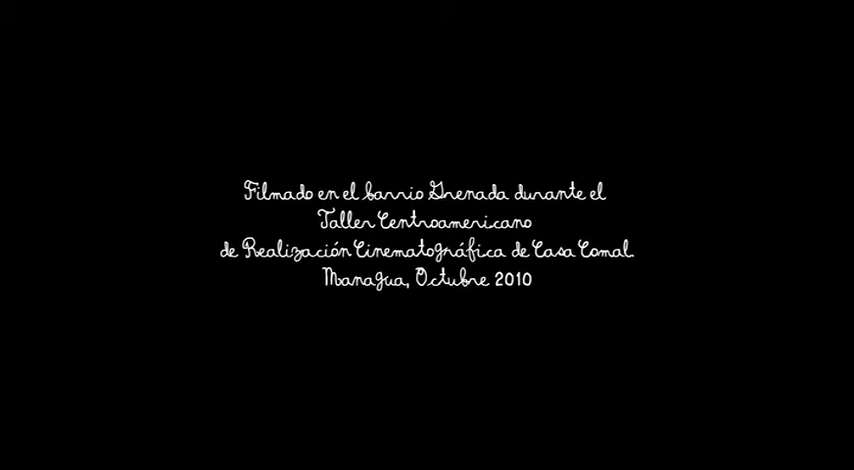 Filmado en el barrio Grenada durante el
Taller Centroamericano
de Realización Cinematográfica de Casa Comal.
Managua, Octubre 2010